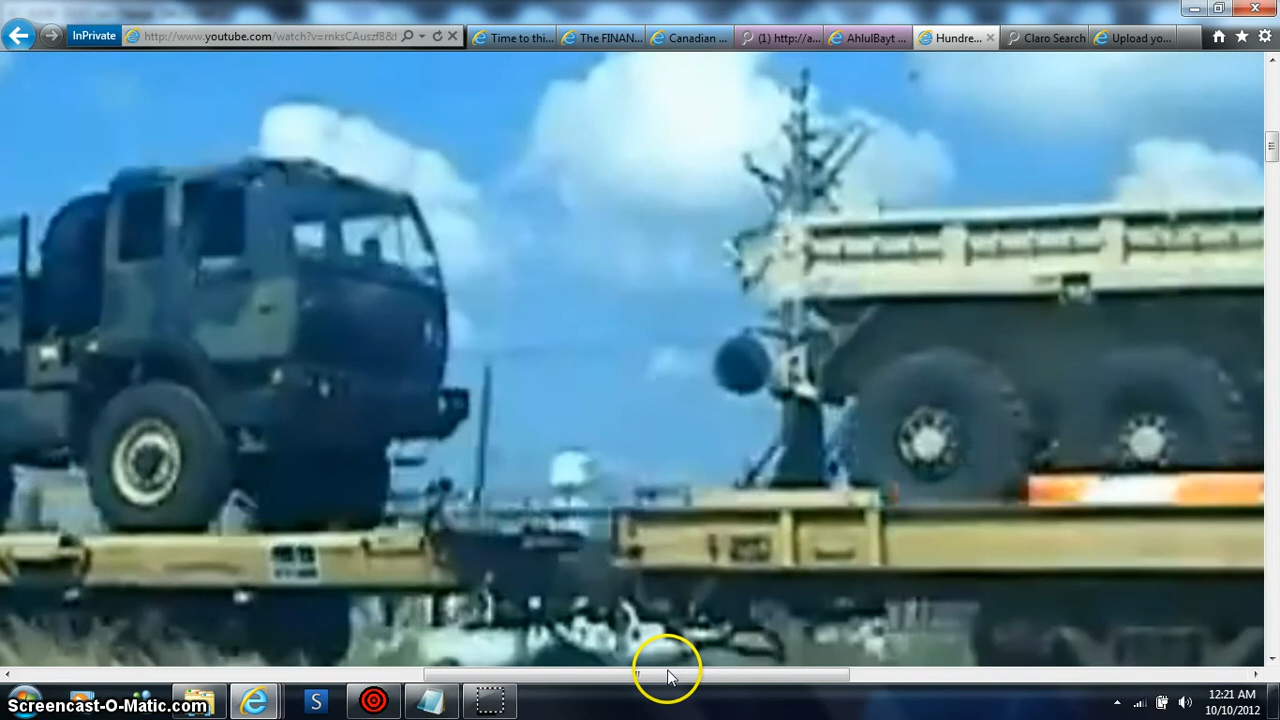 InPrivate
http://www.youtube.com/watch?v=rnksCAuszf8&t
Time to thi...
The FINAN...
Canadian ...
(1) http://a...
AhlulBayt ...
Hundre...
Claro Search
Upload yo...
S
12:21 AM
10/10/2012
Screencast-O-Matic.com